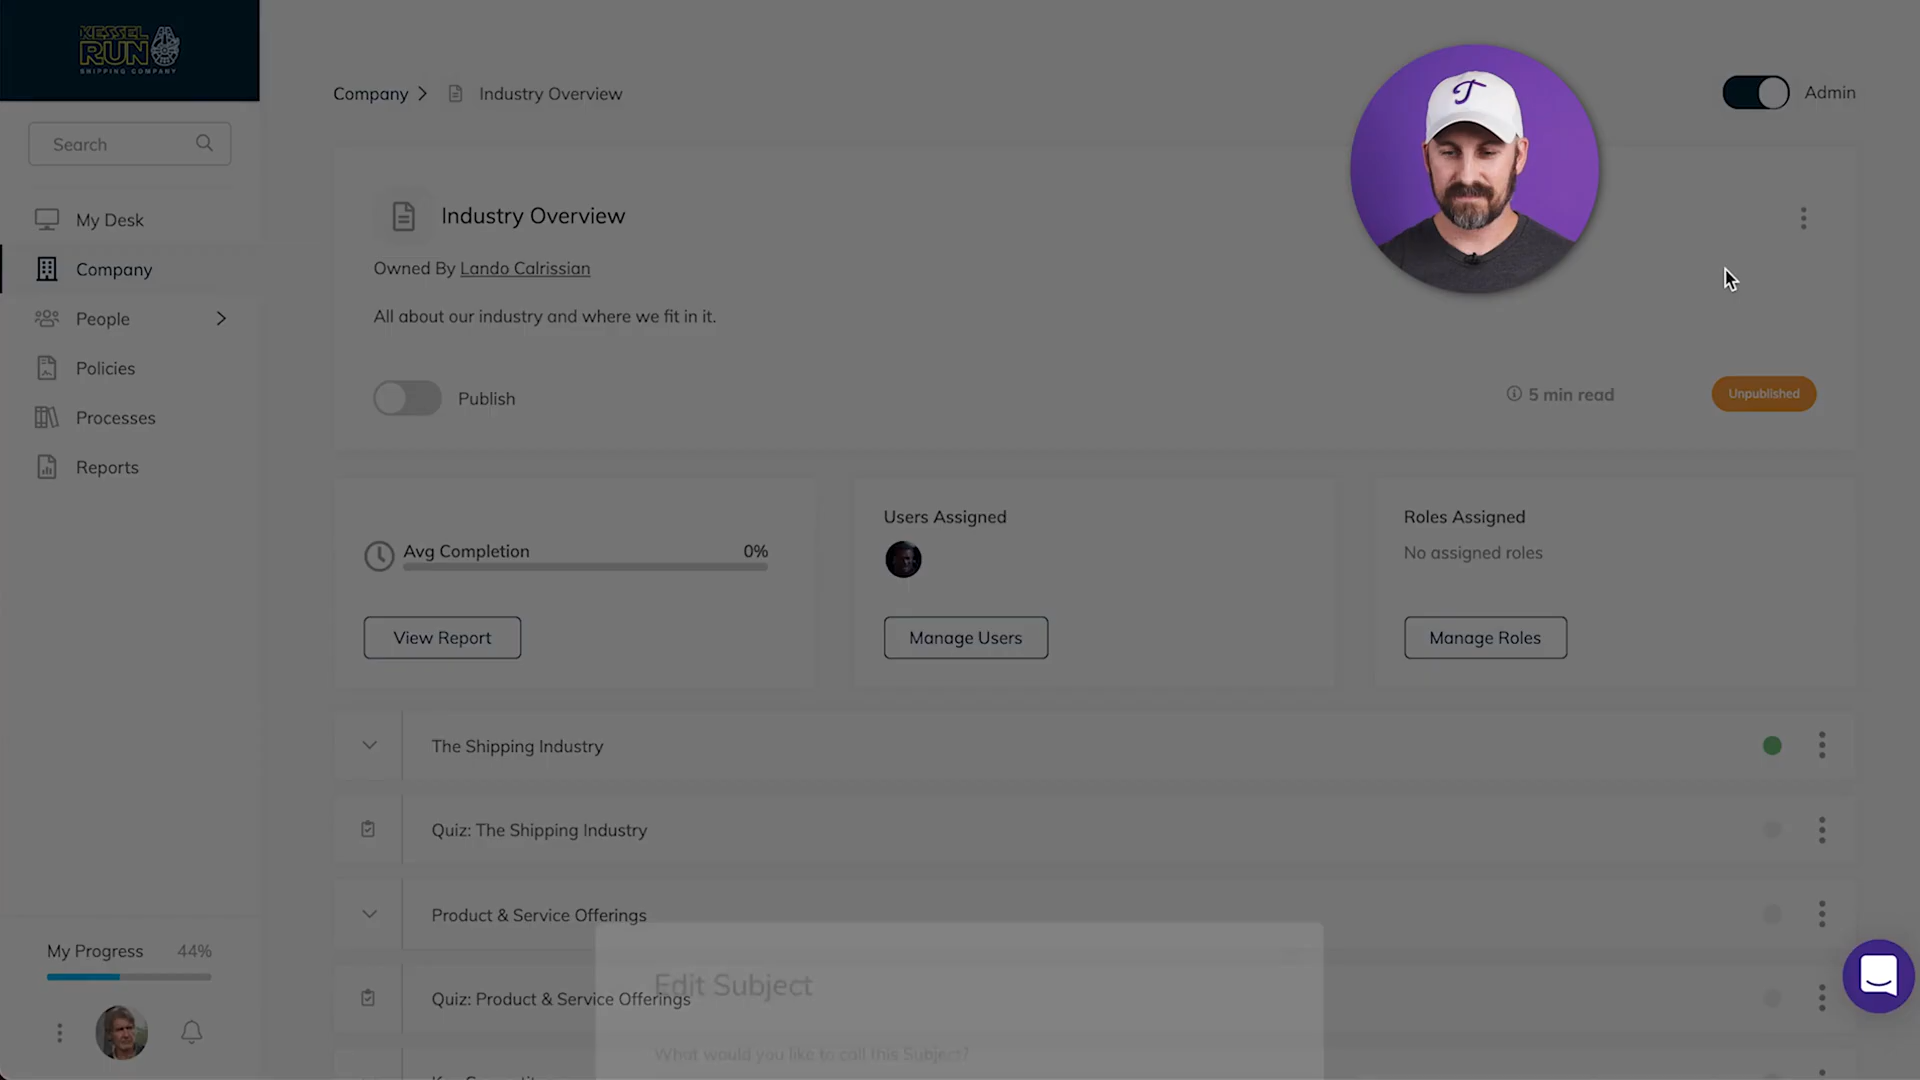 KESSEL
RUN
SHIPPING COMPANY
Search
My Desk
Company
People
Policies
Processes
Reports
My Progress 44%
Company > Industry Overview
Admin
Industry Overview
Owned By Lando Calrissian
All about our industry and where we fit in it.
Publish
5 min read
Unpublished
Avg Completion 0%
View Report
Users Assigned
Manage Users
Roles Assigned
No assigned roles
Manage Roles
The Shipping Industry
Quiz: The Shipping Industry
Product & Service Offerings
Quiz: Product & Service Offerings
Edit Subject
What would you like to call this Subject?